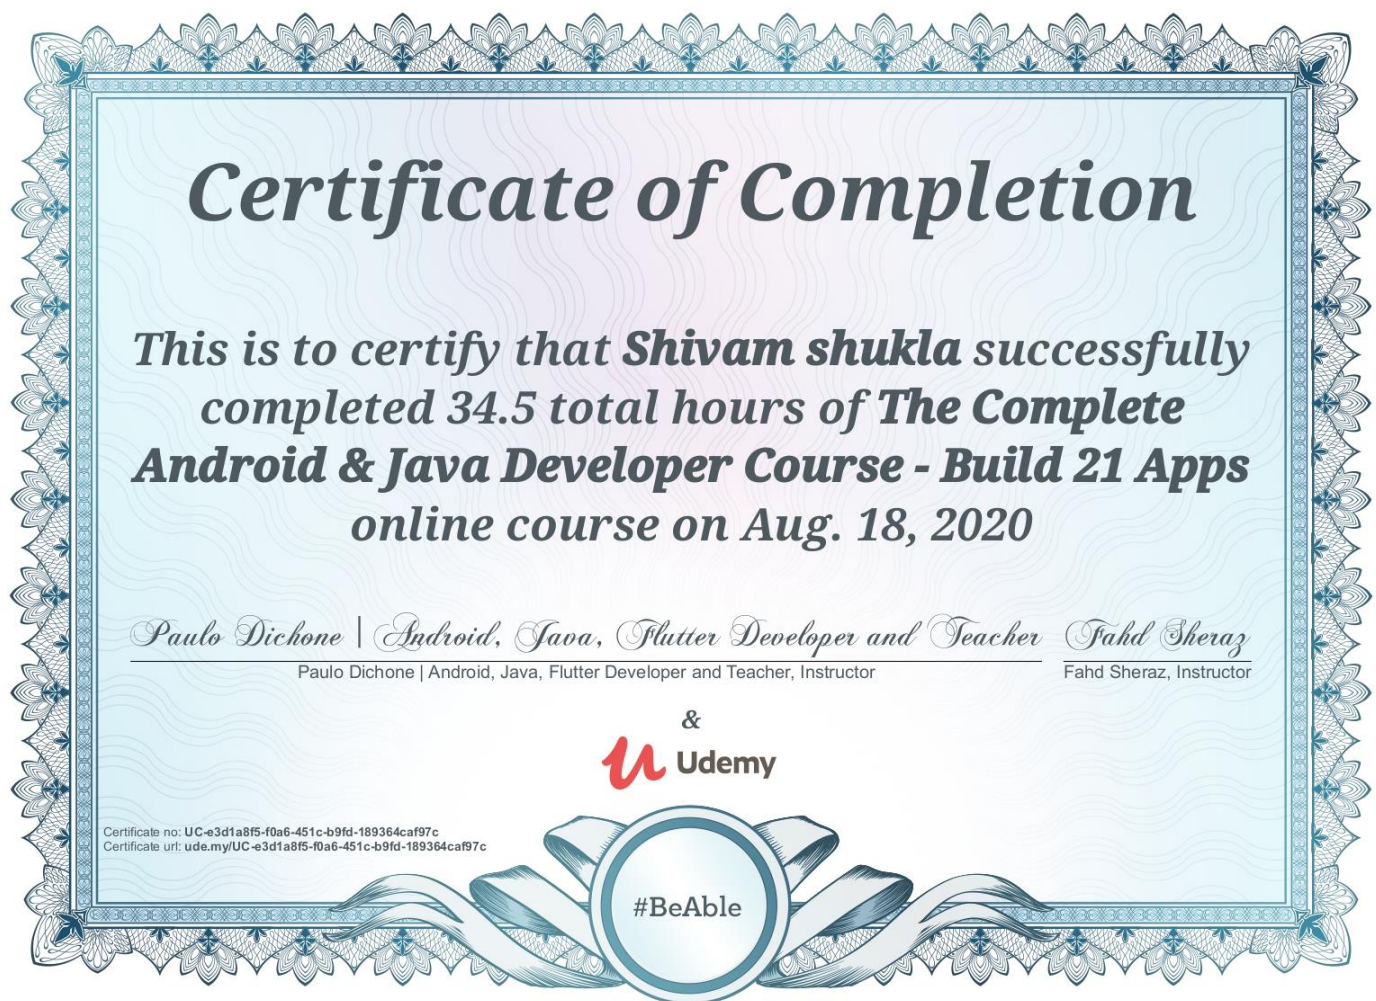 Certificate of Completion
This is to certify that Shivam shukla successfully
completed 34.5 total hours of The Complete
Android & Java Developer Course - Build 21 Apps
online course on Aug. 18, 2020
Paulo Dichone | Android, Java, Flutter Developer and Teacher
Paulo Dichone | Android, Java, Flutter Developer and Teacher, Instructor
Fahd Sheraz
Fahd Sheraz, Instructor
&
Udemy
Certificate no: UC-e3d1a8f5-f0a6-451c-b9fd-189364caf97c
Certificate url: ude.my/UC-e3d1a8f5-f0a6-451c-b9fd-189364caf97c
#BeAble